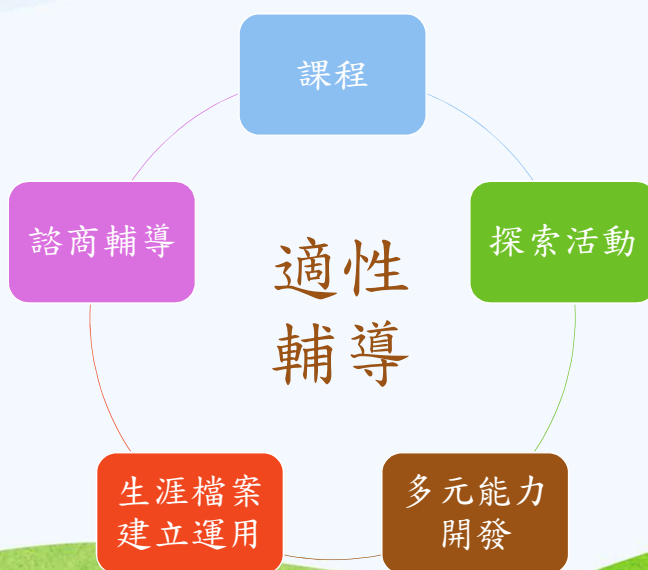 課程
探索活動
多元能力
開發
生涯檔案
建立運用
諮商輔導
適性
輔導